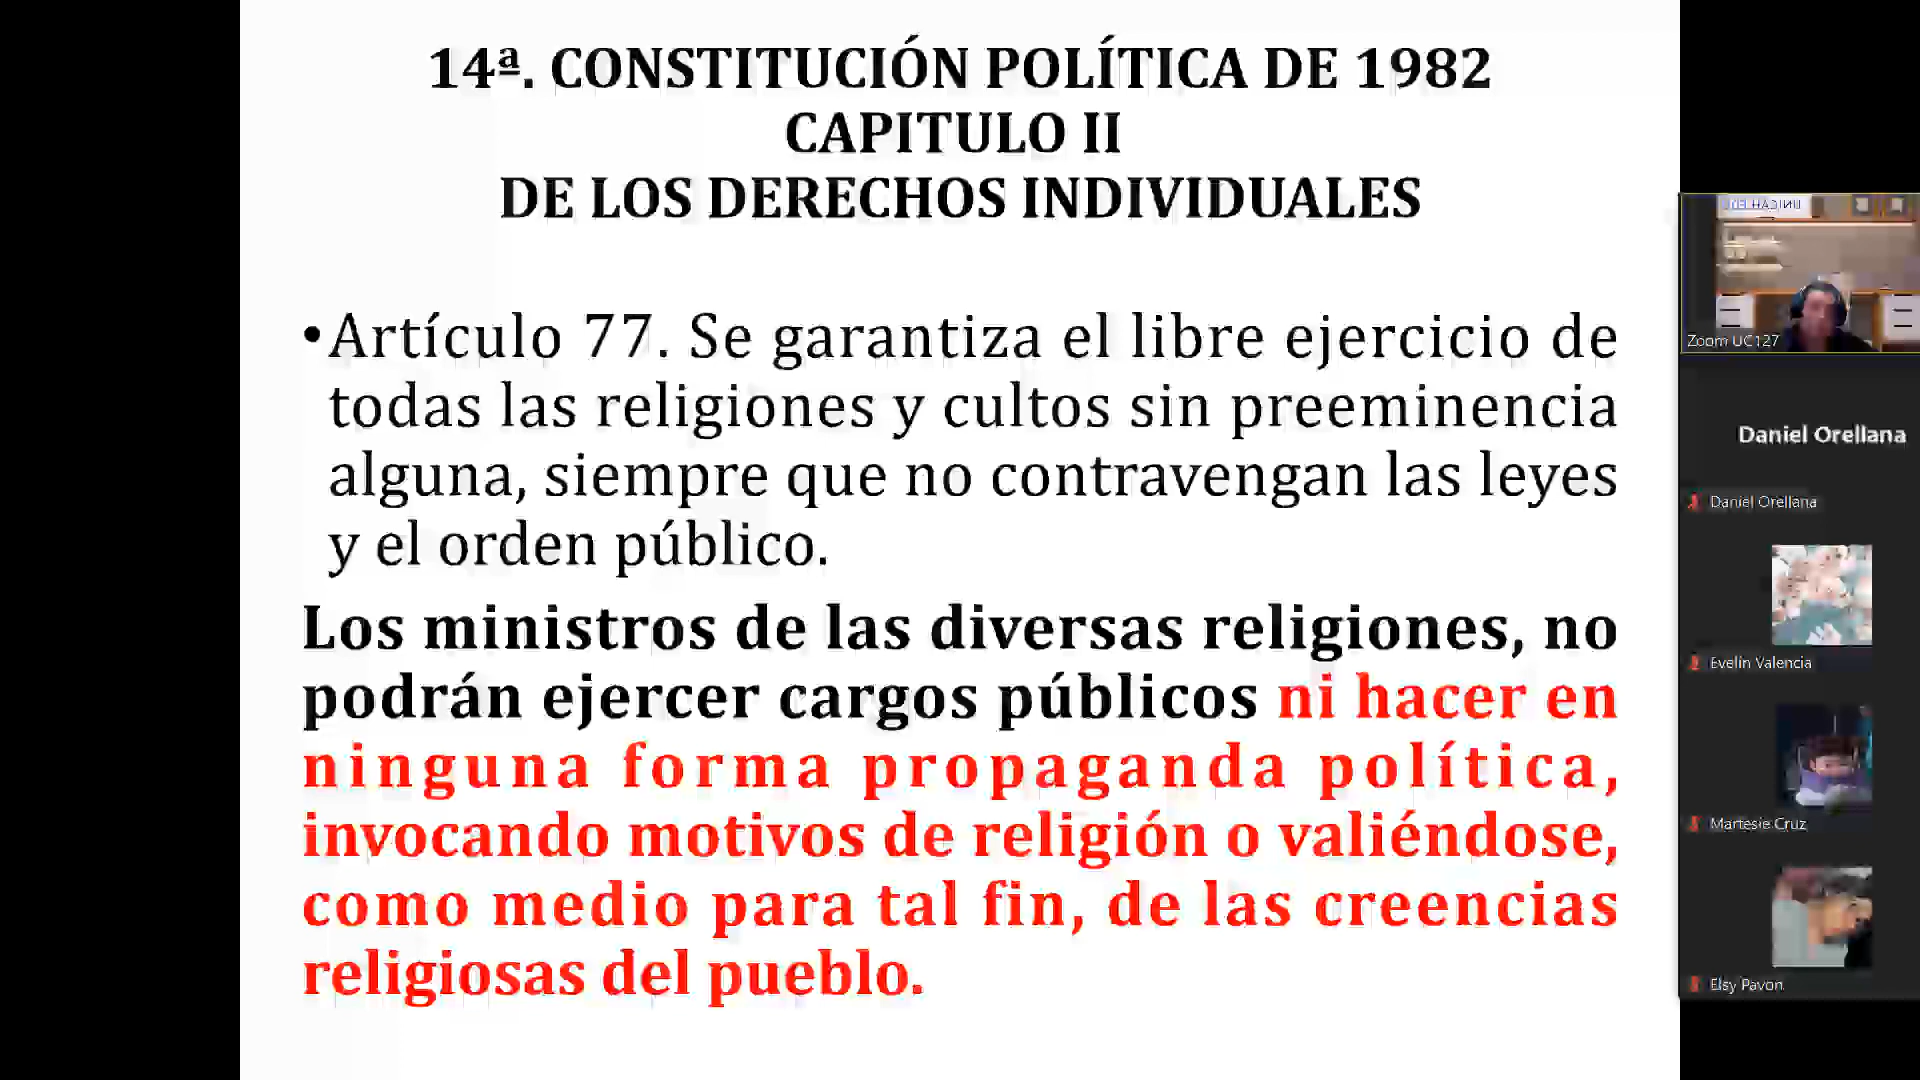 14ª. CONSTITUCIÓN POLÍTICA DE 1982
CAPITULO II
DE LOS DERECHOS INDIVIDUALES
•Artículo 77. Se garantiza el libre ejercicio de
todas las religiones y cultos sin preeminencia
alguna, siempre que no contravengan las leyes
y el orden público.
Los ministros de las diversas religiones, no
podrán ejercer cargos públicos ni hacer en
ninguna forma propaganda política,
invocando motivos de religión o valiéndose,
como medio para tal fin, de las creencias
religiosas del pueblo.
Zoom UC127
Daniel Orellana
Daniel Orellana
Evelin Valencia
Martesie Cruz
Elsy Pavon